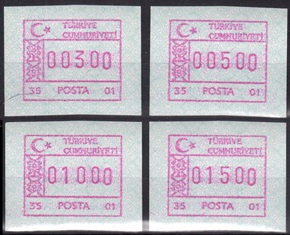 TÜRKİYE
CUMHURİYETİ
00300
35 POSTA 01
TÜRKİYE
CUMHURİYETİ
00500
35 POSTA 01
TÜRKİYE
CUMHURİYETİ
01000
35 POSTA 01
TÜRKİYE
CUMHURİYETİ
01500
35 POSTA 01